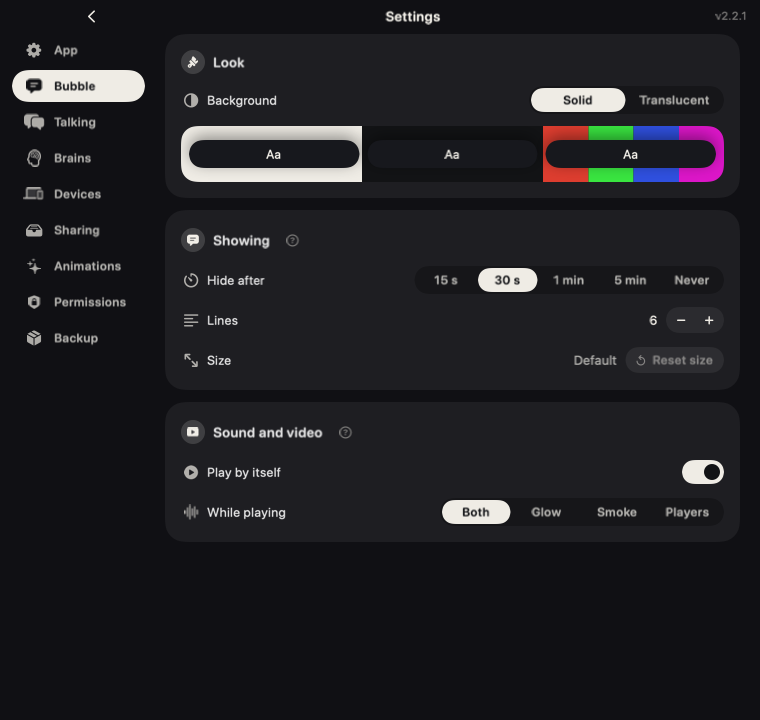 Settings
v2.2.1
App
Bubble
Talking
Brains
Devices
Sharing
Animations
Permissions
Backup
Look
Background
Solid
Translucent
Aa
Aa
Aa
Showing
?
Hide after
15 s
30 s
1 min
5 min
Never
Lines
6
Size
Default
Reset size
Sound and video
?
Play by itself
While playing
Both
Glow
Smoke
Players